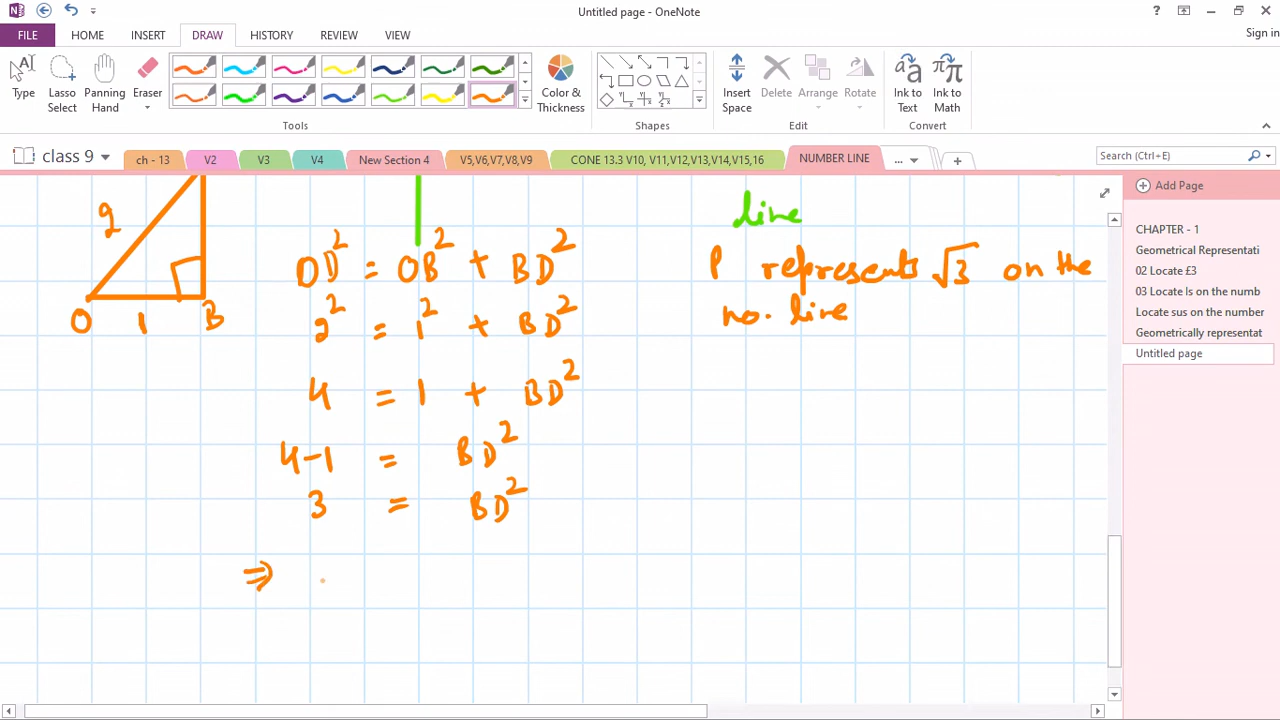 Untitled page - OneNote
?
FILE HOME INSERT DRAW HISTORY REVIEW VIEW
Sign in
Type
Lasso Select
Panning Hand
Eraser
Color & Thickness
Insert Space
Delete
Arrange
Rotate
Ink to Text
Ink to Math
Tools Shapes Edit Convert
class 9
ch - 13 V2 V3 V4 New Section 4 V5,V6,V7,V8,V9 CONE 13.3 V10, V11,V12,V13,V14,V15,16 NUMBER LINE ... +
Search (Ctrl+E)
Add Page
CHAPTER - 1
Geometrical Representati
02 Locate £3
03 Locate Is on the numb
Locate sus on the number
Geometrically representat
Untitled page
2
O 1 B
OD² = OB² + BD²
2² = 1² + BD²
4 = 1 + BD²
4-1 = BD²
3 = BD²
⇒
line
P represents √3 on the
no. line